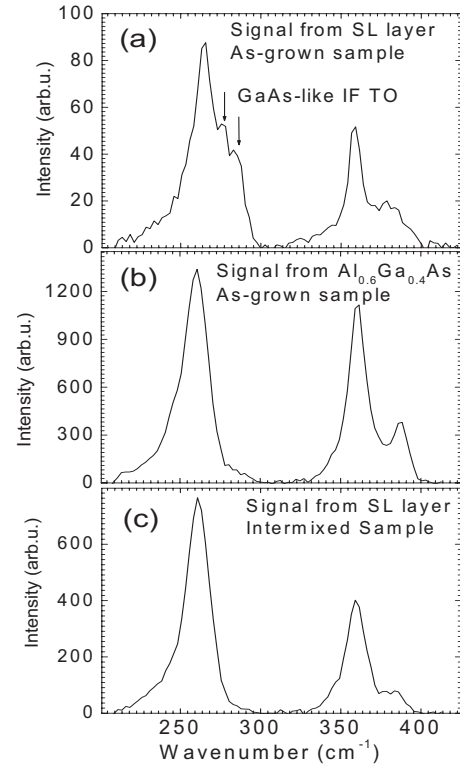 100
(a)
Signal from SL layer
As-grown sample
80
GaAs-like IF TO
60
40
20
0
Intensity (arb.u.)
(b)
Signal from Al0.6Ga0.4As
As-grown sample
1200
900
600
300
0
Intensity (arb.u.)
(c)
Signal from SL layer
Intermixed Sample
600
400
200
0
Intensity (arb.u.)
250 300 350 400
Wavenumber (cm-1)